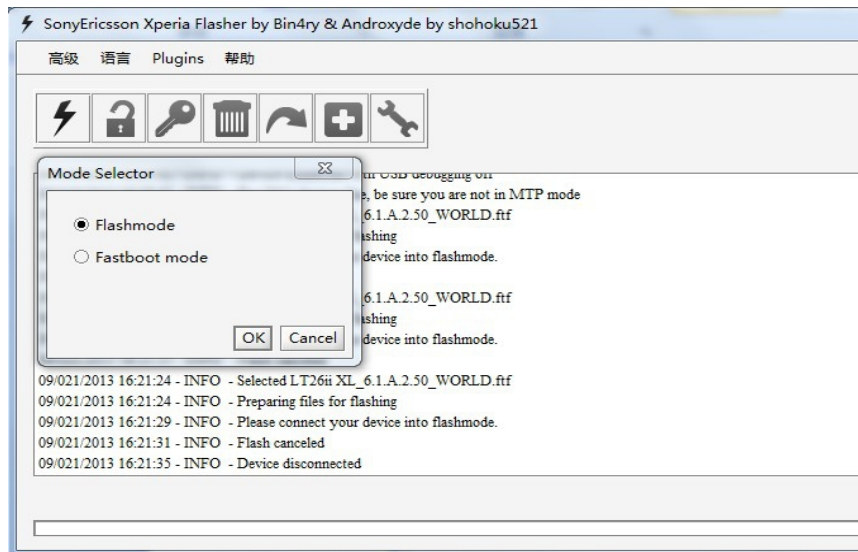 SonyEricsson Xperia Flasher by Bin4ry & Androxyde by shohoku521
高级 语言 Plugins 帮助
Mode Selector
USB debugging off
, be sure you are not in MTP mode
Flashmode
_6.1.A.2.50_WORLD.ftf
Fastboot mode
device into flashmode.
_6.1.A.2.50_WORLD.ftf
OK Cancel
device into flashmode.
09/021/2013 16:21:24 - INFO - Selected LT26ii XL_6.1.A.2.50_WORLD.ftf
09/021/2013 16:21:24 - INFO - Preparing files for flashing
09/021/2013 16:21:29 - INFO - Please connect your device into flashmode.
09/021/2013 16:21:31 - INFO - Flash canceled
09/021/2013 16:21:35 - INFO - Device disconnected